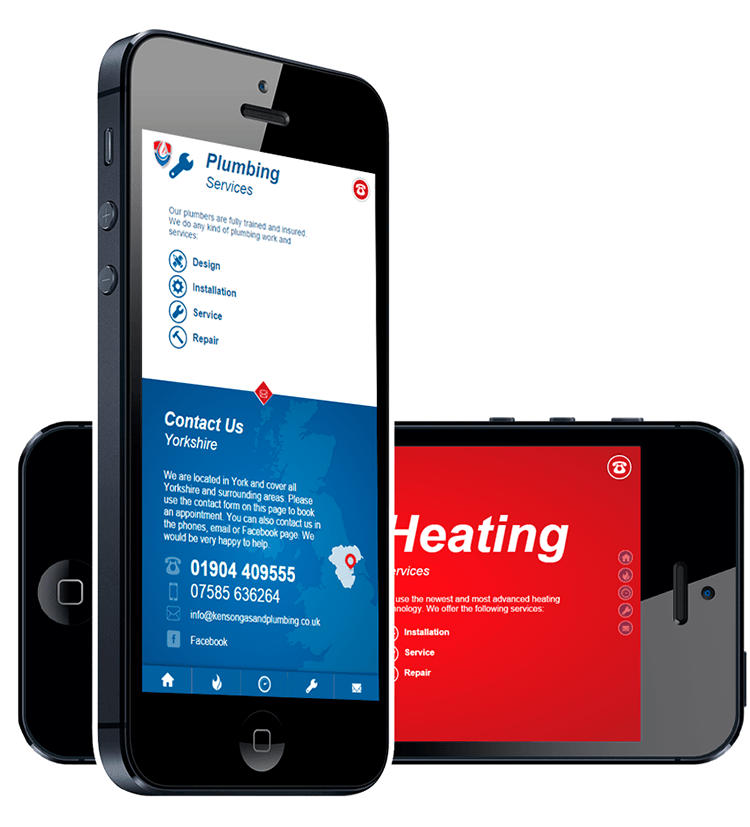 Plumbing
Services
Our plumbers are fully trained and insured.
We do any kind of plumbing work and
services:
Design
Installation
Service
Repair
Contact Us
Yorkshire
We are located in York and cover all
Yorkshire and surrounding areas. Please
use the contact form on this page to book
an appointment. You can also contact us in
the phones, email or Facebook page. We
would be very happy to help.
01904 409555
07585 636264
info@kensongasandplumbing.co.uk
Facebook
Heating
ervices
use the newest and most advanced heating
hnology. We offer the following services:
Installation
Service
Repair